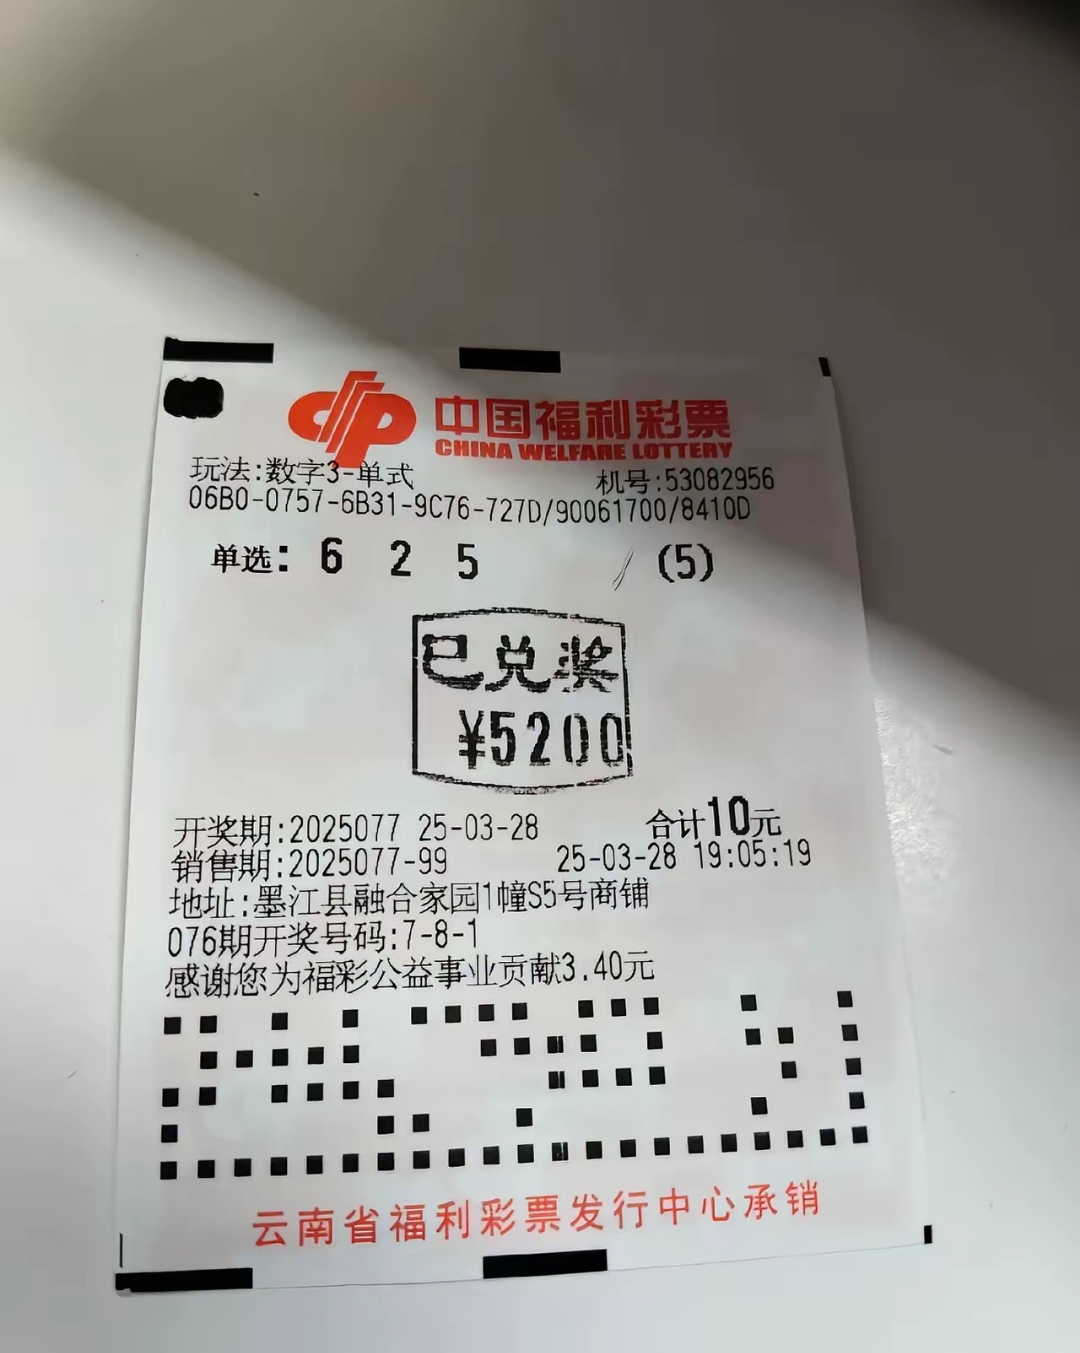 中国福利彩票
CHINA WELFARE LOTTERY
玩法:数字3-单式 机号:53082956
06B0-0757-6B31-9C76-727D/90061700/8410D
单选: 6 2 5 (5)
已兑奖
¥5200
开奖期:2025077 25-03-28 合计10元
销售期:2025077-99 25-03-28 19:05:19
地址:墨江县融合家园1幢S5号商铺
076期开奖号码:7-8-1
感谢您为福彩公益事业贡献3.40元
云南省福利彩票发行中心承销